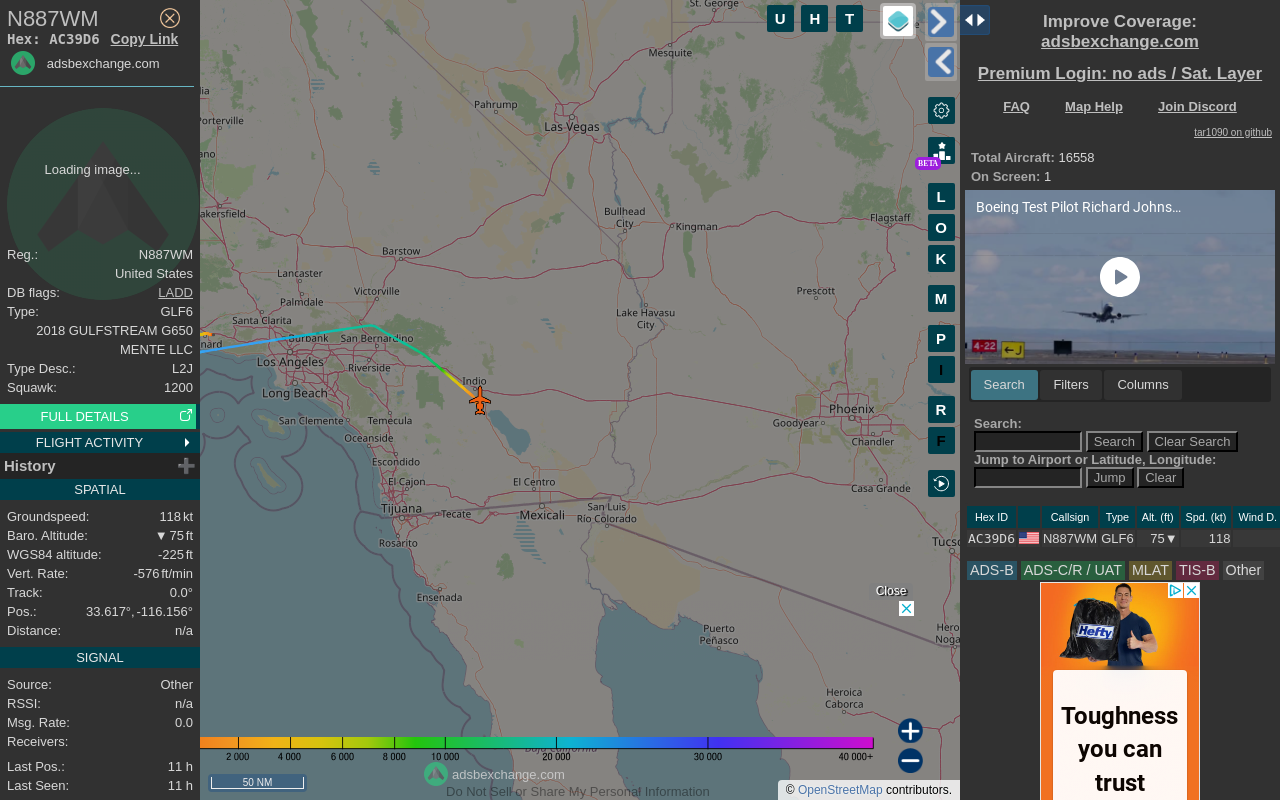 N887WM
Hex: AC39D6 Copy Link
adsbexchange.com
Loading image...
Reg.: N887WM
United States
DB flags: LADD
Type: GLF6
2018 GULFSTREAM G650
MENTE LLC
Type Desc.: L2J
Squawk: 1200
FULL DETAILS
FLIGHT ACTIVITY
History
SPATIAL
Groundspeed: 118 kt
Baro. Altitude: ▼ 75 ft
WGS84 altitude: -225 ft
Vert. Rate: -576 ft/min
Track: 0.0°
Pos.: 33.617°, -116.156°
Distance: n/a
SIGNAL
Source: Other
RSSI: n/a
Msg. Rate: 0.0
Receivers:
Last Pos.: 11 h
Last Seen: 11 h
St. George
Mesquite
Pahrump
Las Vegas
Porterville
akersfield
Bullhead
City
Kingman
Flagstaff
Barstow
Lancaster
Palmdale
Victorville
Prescott
Santa Clarita
Lake Havasu
City
nard
Burbank
San Bernardino
Los Angeles
Riverside
Long Beach
Indio
San Clemente
Temecula
Phoenix
Goodyear
Oceanside
Chandler
Escondido
El Cajon
El Centro
Casa Grande
Tijuana
Tecate
Mexicali
San Luis
Río Colorado
Rosarito
Tucso
Ensenada
Close
Puerto
Peñasco
Hero
Noga
Heroica
Caborca
U H T
BETA
L
O
K
M
P
I
R
F
2 000 4 000 6 000 8 000 10 000 20 000 30 000 40 000+
Baja California
adsbexchange.com
50 NM
Do Not Sell or Share My Personal Information
© OpenStreetMap contributors.
Improve Coverage:
adsbexchange.com
Premium Login: no ads / Sat. Layer
FAQ Map Help Join Discord
tar1090 on github
Total Aircraft: 16558
On Screen: 1
Boeing Test Pilot Richard Johns...
4-22
Search Filters Columns
Search:
Search Clear Search
Jump to Airport or Latitude, Longitude:
Jump Clear
Hex ID Callsign Type Alt. (ft) Spd. (kt) Wind D.
AC39D6 N887WM GLF6 75▼ 118
ADS-B ADS-C/R / UAT MLAT TIS-B Other
Hefty
Toughness
you can
trust